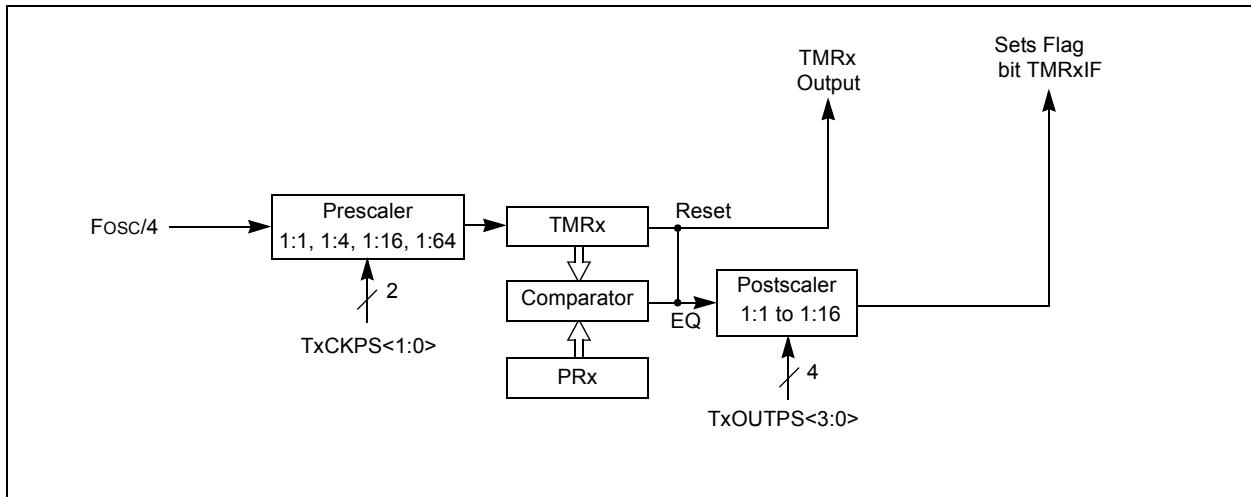 TMRx
Output
Sets Flag
bit TMRxIF
FOSC/4
Prescaler
1:1, 1:4, 1:16, 1:64
2
TxCKPS<1:0>
TMRx
Reset
Comparator
EQ
PRx
Postscaler
1:1 to 1:16
4
TxOUTPS<3:0>